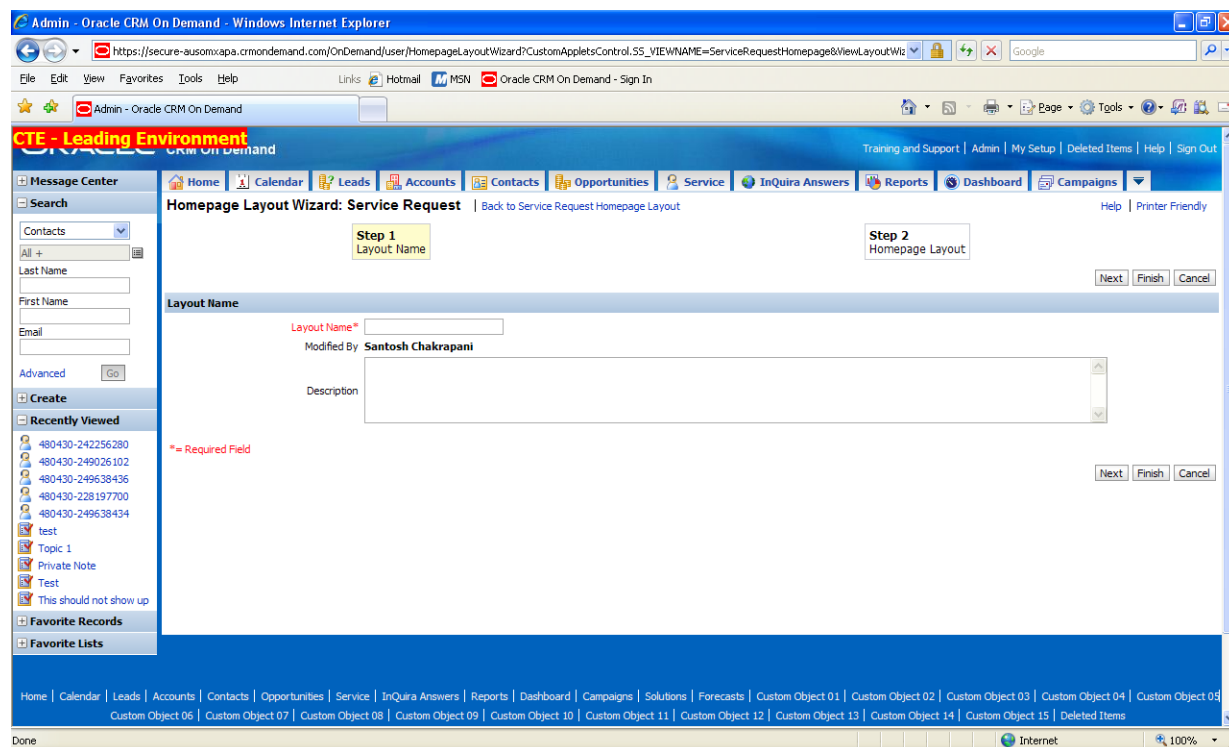 Admin - Oracle CRM On Demand - Windows Internet Explorer
https://secure-ausomxapa.crmondemand.com/OnDemand/user/HomepageLayoutWizard?CustomAppletsControl.SS_VIEWNAME=ServiceRequestHomepage&ViewLayoutWiz
Google
File Edit View Favorites Tools Help
Links Hotmail MSN Oracle CRM On Demand - Sign In
Admin - Oracle CRM On Demand
Page Tools
CTE - Leading Environment
CRM On Demand
Training and Support | Admin | My Setup | Deleted Items | Help | Sign Out
Message Center
Home Calendar Leads Accounts Contacts Opportunities Service InQuira Answers Reports Dashboard Campaigns
Search
Homepage Layout Wizard: Service Request | Back to Service Request Homepage Layout
Help | Printer Friendly
Contacts
All +
Last Name
First Name
Email
Advanced Go
Step 1
Layout Name
Step 2
Homepage Layout
Next Finish Cancel
Layout Name
Layout Name*
Modified By Santosh Chakrapani
Description
*= Required Field
Next Finish Cancel
Create
Recently Viewed
480430-242256280
480430-249026102
480430-249638436
480430-228197700
480430-249638434
test
Topic 1
Private Note
Test
This should not show up
Favorite Records
Favorite Lists
Home | Calendar | Leads | Accounts | Contacts | Opportunities | Service | InQuira Answers | Reports | Dashboard | Campaigns | Solutions | Forecasts | Custom Object 01 | Custom Object 02 | Custom Object 03 | Custom Object 04 | Custom Object 05
Custom Object 06 | Custom Object 07 | Custom Object 08 | Custom Object 09 | Custom Object 10 | Custom Object 11 | Custom Object 12 | Custom Object 13 | Custom Object 14 | Custom Object 15 | Deleted Items
Done
Internet
100%